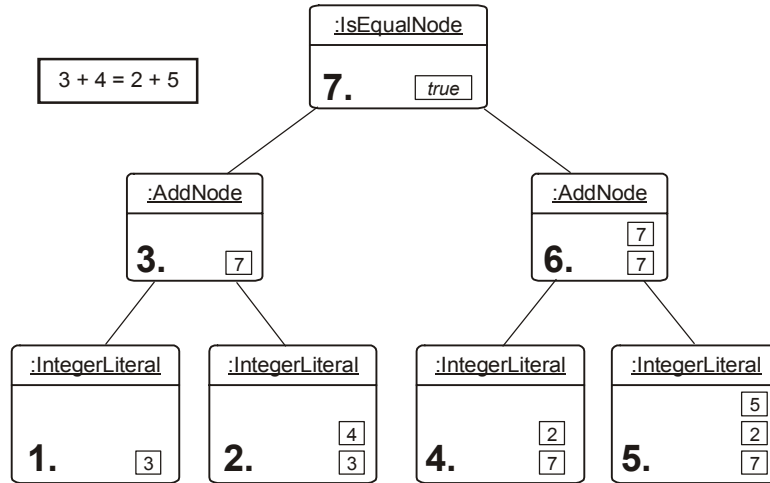 :IsEqualNode
3 + 4 = 2 + 5
7. true
:AddNode :AddNode
7
3. 7 6. 7
:IntegerLiteral :IntegerLiteral :IntegerLiteral :IntegerLiteral
5
4 2 2
1. 3 2. 3 4. 7 5. 7